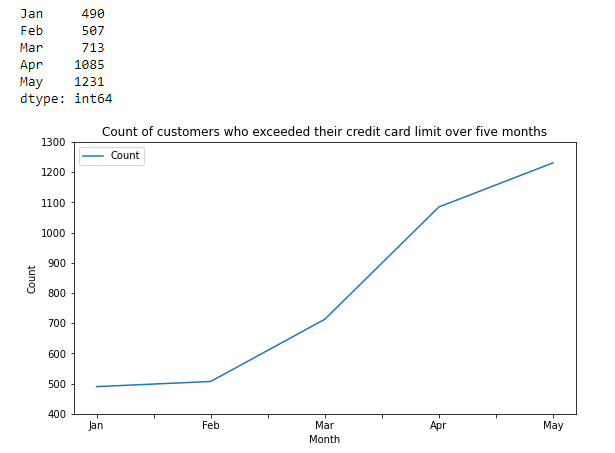 Jan 490
Feb 507
Mar 713
Apr 1085
May 1231
dtype: int64
Count of customers who exceeded their credit card limit over five months
1300
1200
1100
1000
900
800
700
600
500
400
Count
Count
Jan Feb Mar Apr May
Month